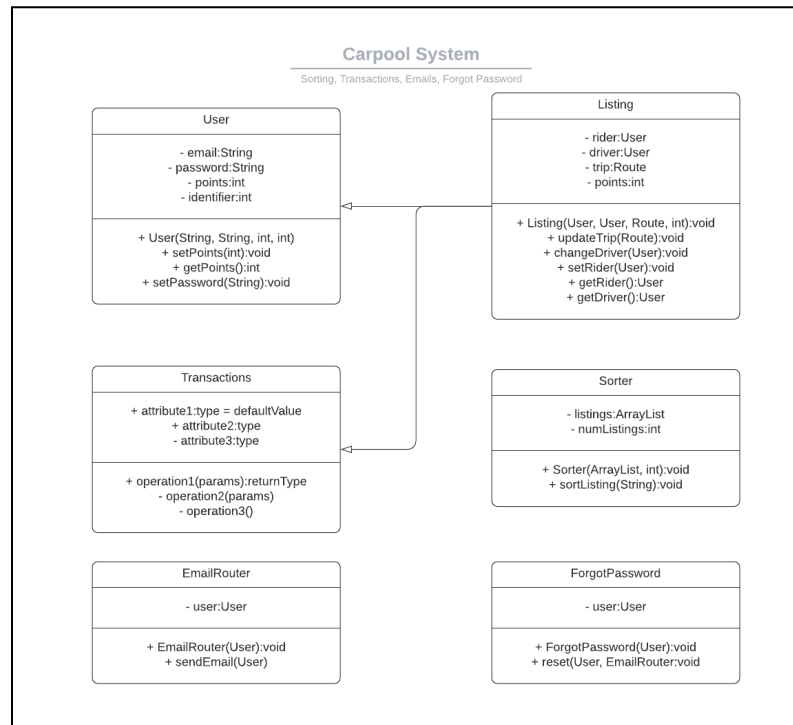 Carpool System
Sorting, Transactions, Emails, Forgot Password
User
- email:String
- password:String
- points:int
- identifier:int
+ User(String, String, int, int)
+ setPoints(int):void
+ getPoints():int
+ setPassword(String):void
Listing
- rider:User
- driver:User
- trip:Route
- points:int
+ Listing(User, User, Route, int):void
+ updateTrip(Route):void
+ changeDriver(User):void
+ setRider(User):void
+ getRider():User
+ getDriver():User
Transactions
+ attribute1:type = defaultValue
+ attribute2:type
- attribute3:type
+ operation1(params):returnType
- operation2(params)
- operation3()
Sorter
- listings:ArrayList
- numListings:int
+ Sorter(ArrayList, int):void
+ sortListing(String):void
EmailRouter
- user:User
+ EmailRouter(User):void
+ sendEmail(User)
ForgotPassword
- user:User
+ ForgotPassword(User):void
+ reset(User, EmailRouter:void